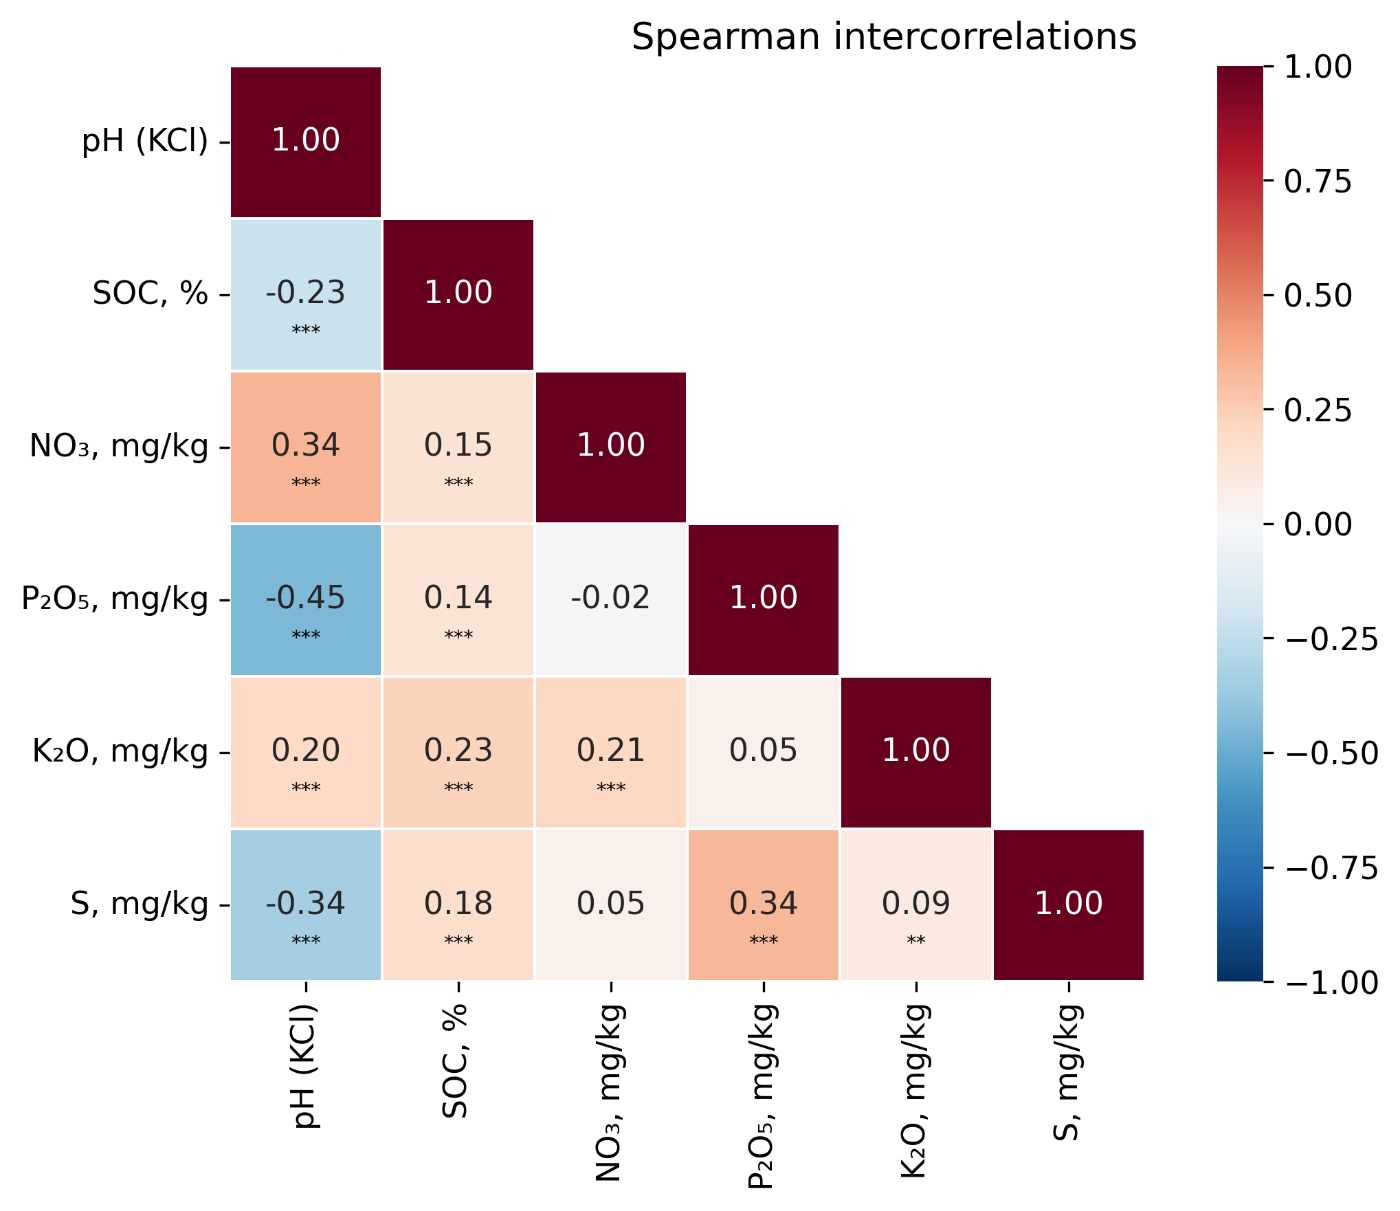 Spearman intercorrelations
pH (KCl) 1.00
SOC, % -0.23 1.00
***
NO₃, mg/kg 0.34 0.15 1.00
*** ***
P₂O₅, mg/kg -0.45 0.14 -0.02 1.00
*** ***
K₂O, mg/kg 0.20 0.23 0.21 0.05 1.00
*** *** ***
S, mg/kg -0.34 0.18 0.05 0.34 0.09 1.00
*** *** *** **
pH (KCl)
SOC, %
NO₃, mg/kg
P₂O₅, mg/kg
K₂O, mg/kg
S, mg/kg
1.00
0.75
0.50
0.25
0.00
−0.25
−0.50
−0.75
−1.00